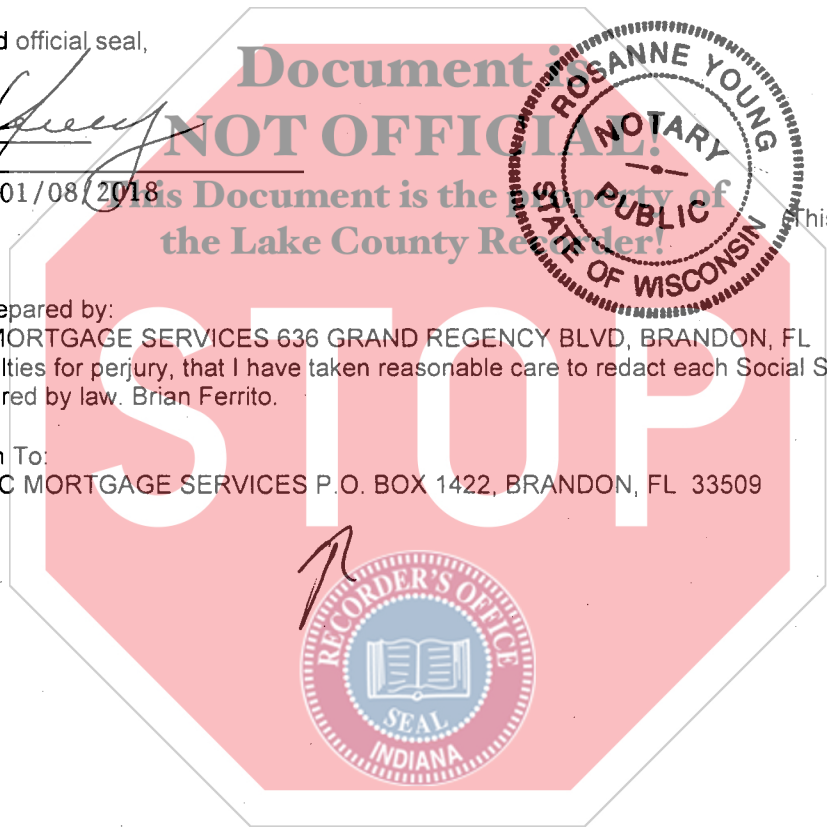 d official seal,
Document is
NOT OFFICIAL!
01/08/2018
This Document is the property of
the Lake County Recorder!
ROSANNE YOUNG
NOTARY
PUBLIC
STATE OF WISCONSIN
(This
epared by:
MORTGAGE SERVICES 636 GRAND REGENCY BLVD, BRANDON, FL
lties for perjury, that I have taken reasonable care to redact each Social S
red by law. Brian Ferrito.
STOP
n To:
C MORTGAGE SERVICES P.O. BOX 1422, BRANDON, FL 33509
RECORDER'S OFFICE
SEAL
INDIANA